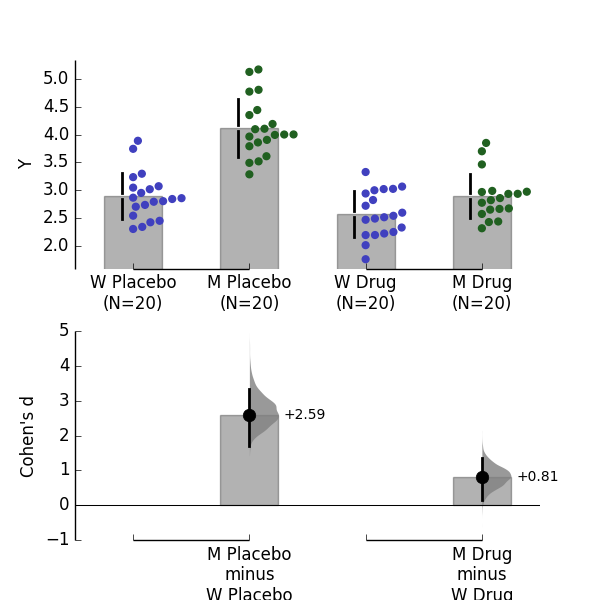 5.0
4.5
4.0
3.5
3.0
2.5
2.0
Y
W Placebo
(N=20)
M Placebo
(N=20)
W Drug
(N=20)
M Drug
(N=20)
5
4
3
2
1
0
−1
Cohen's d
+2.59
+0.81
M Placebo
minus
W Placebo
M Drug
minus
W Drug